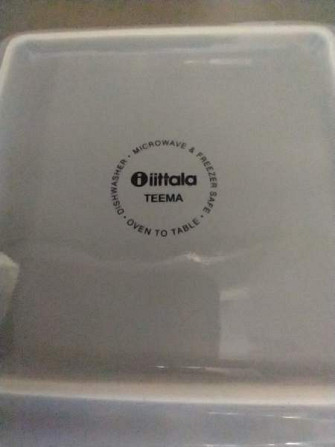 DISHWASHER • MICROWAVE & FREEZER SAFE • OVEN TO TABLE •
iittala
TEEMA